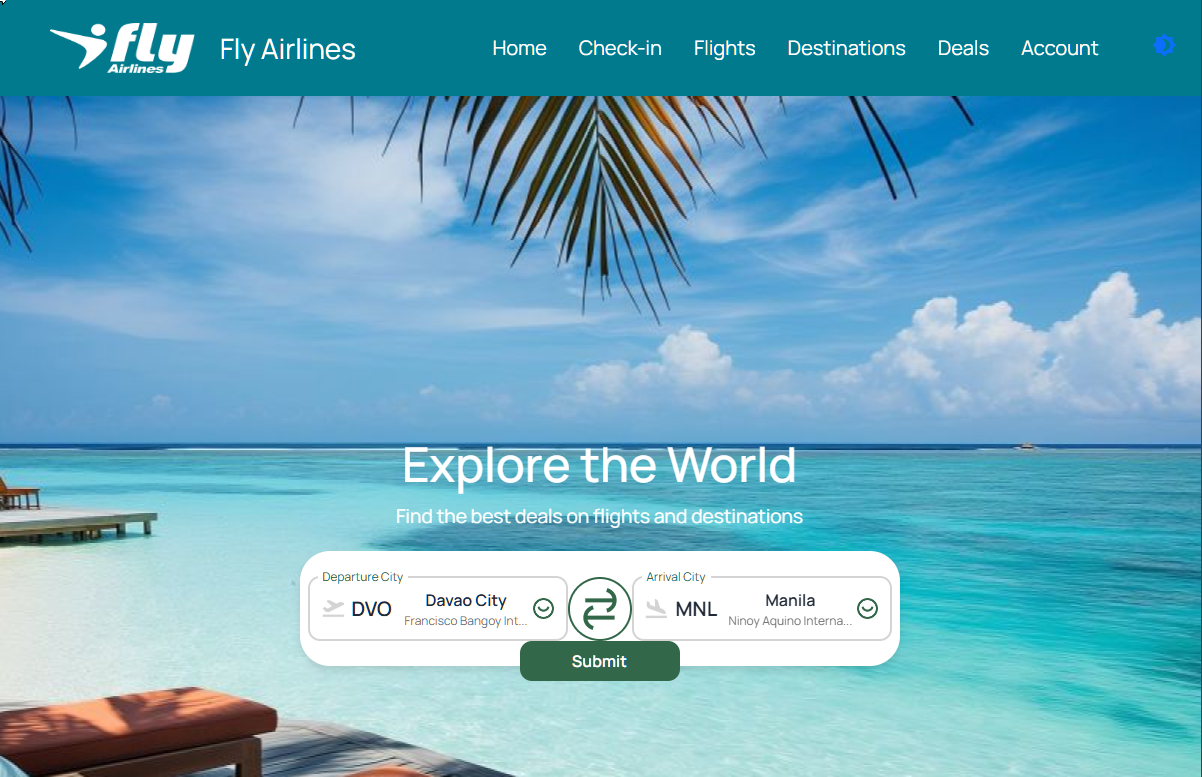 fly
Airlines
Fly Airlines
Home
Check-in
Flights
Destinations
Deals
Account
Explore the World
Find the best deals on flights and destinations
Departure City
DVO
Davao City
Francisco Bangoy Int...
Arrival City
MNL
Manila
Ninoy Aquino Interna...
Submit